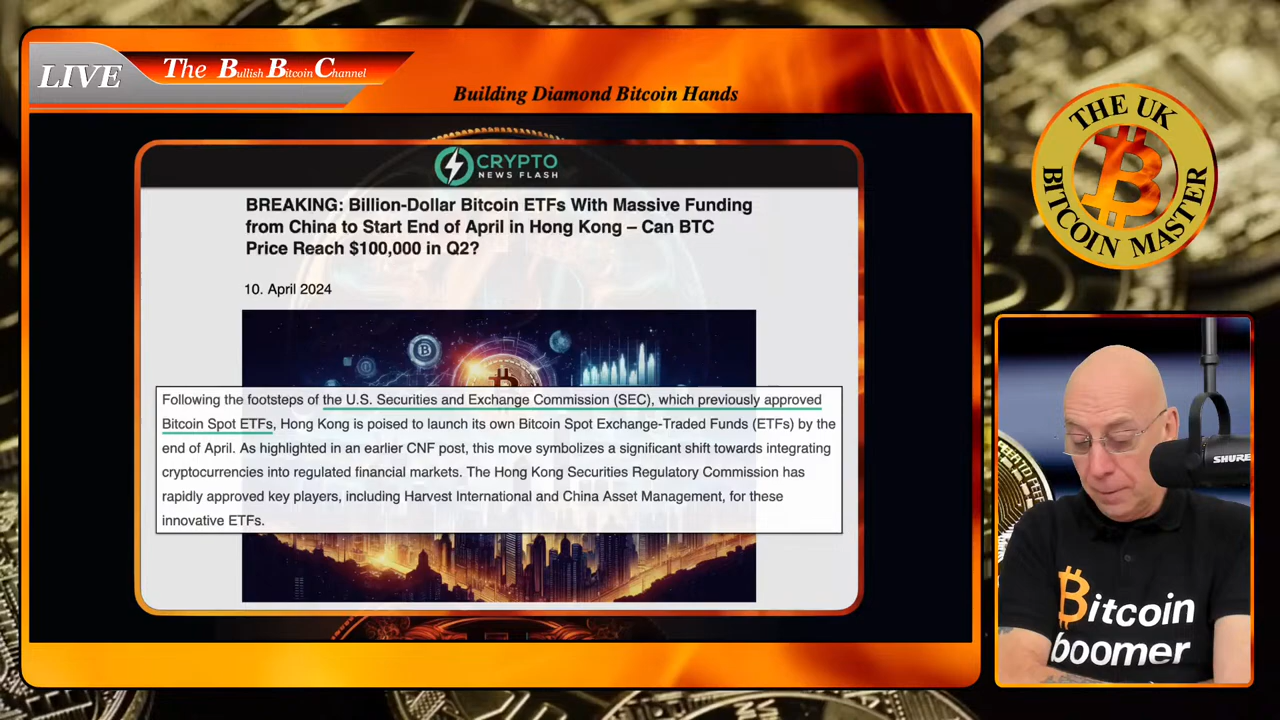 LIVE
The Bullish Bitcoin Channel
Building Diamond Bitcoin Hands
THE UK
BITCOIN MASTER
CRYPTO
NEWS FLASH
BREAKING: Billion-Dollar Bitcoin ETFs With Massive Funding
from China to Start End of April in Hong Kong – Can BTC
Price Reach $100,000 in Q2?
10. April 2024
Following the footsteps of the U.S. Securities and Exchange Commission (SEC), which previously approved
Bitcoin Spot ETFs, Hong Kong is poised to launch its own Bitcoin Spot Exchange-Traded Funds (ETFs) by the
end of April. As highlighted in an earlier CNF post, this move symbolizes a significant shift towards integrating
cryptocurrencies into regulated financial markets. The Hong Kong Securities Regulatory Commission has
rapidly approved key players, including Harvest International and China Asset Management, for these
innovative ETFs.
SHURE
Bitcoin
boomer